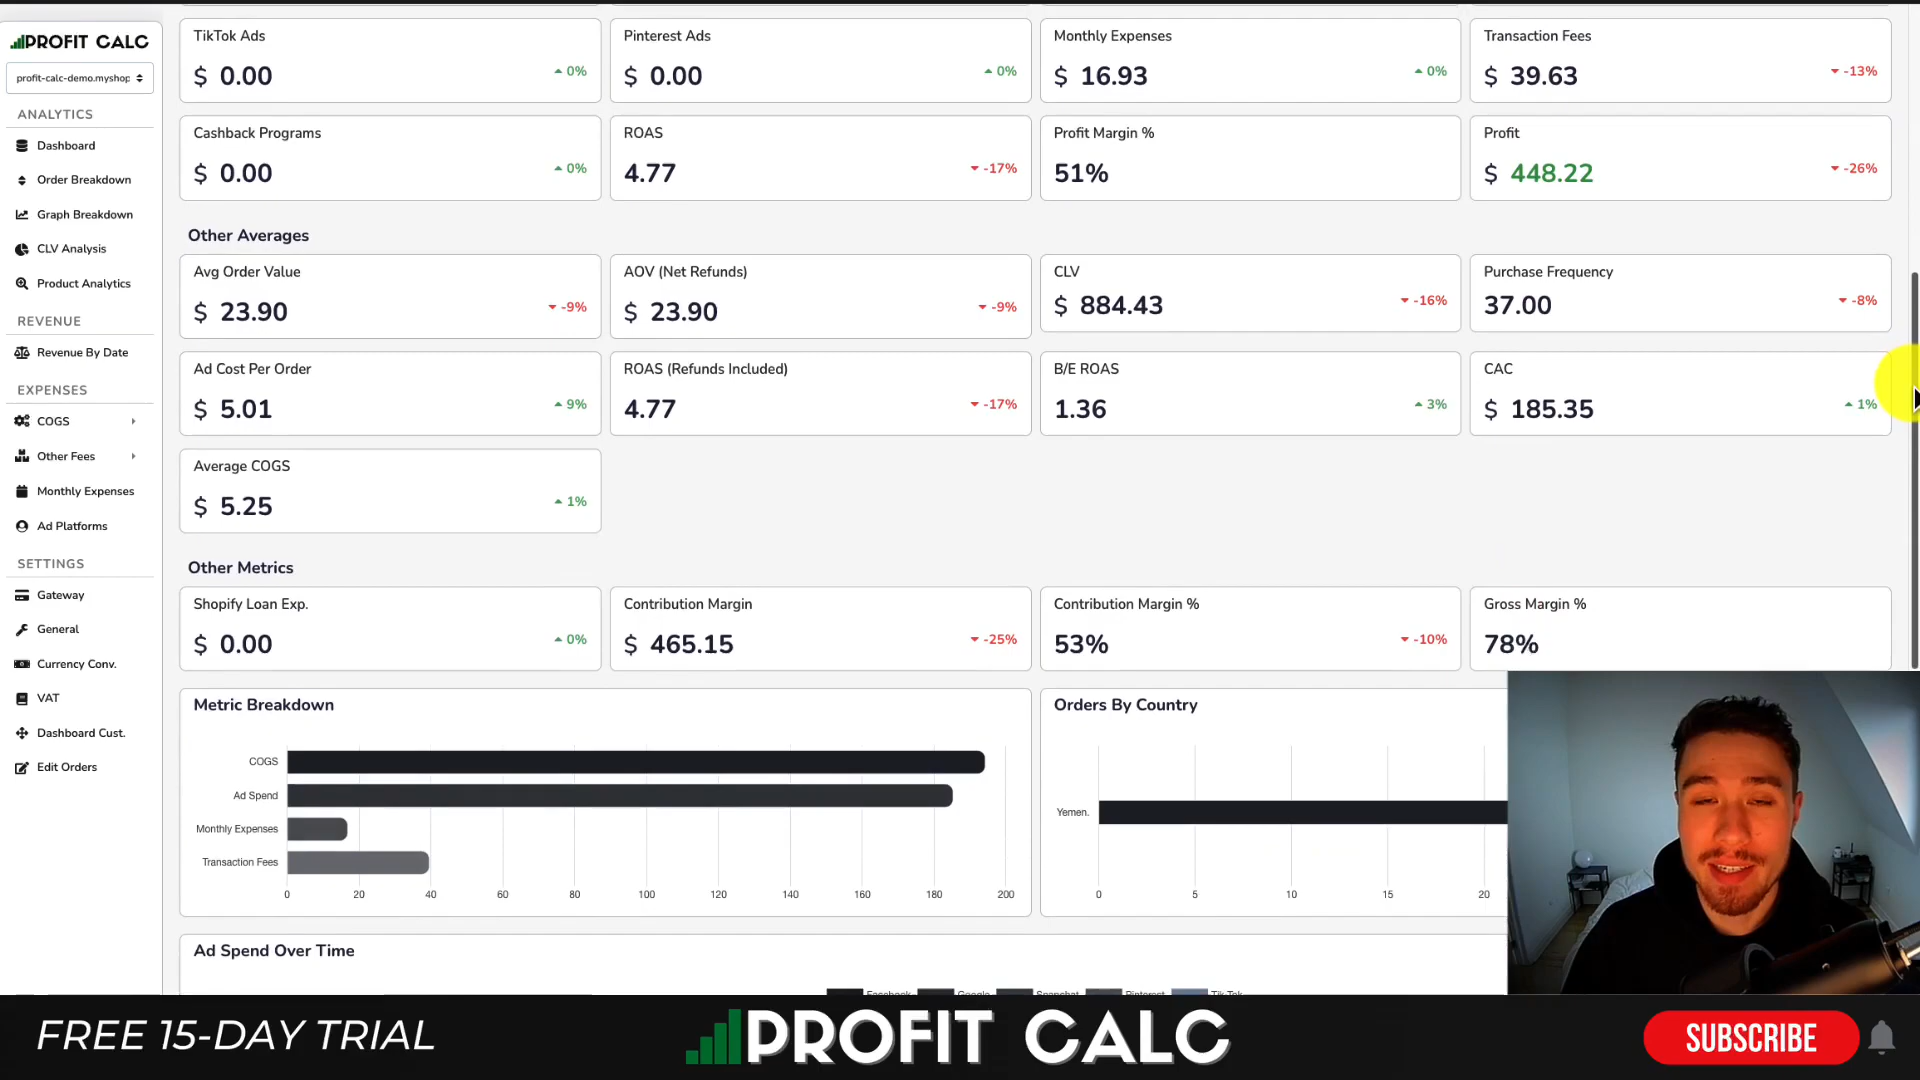 PROFIT CALC
profit-calc-demo.myshop
ANALYTICS
Dashboard
Order Breakdown
Graph Breakdown
CLV Analysis
Product Analytics
REVENUE
Revenue By Date
EXPENSES
COGS
Other Fees
Monthly Expenses
Ad Platforms
SETTINGS
Gateway
General
Currency Conv.
VAT
Dashboard Cust.
Edit Orders
TikTok Ads
$ 0.00 0%
Pinterest Ads
$ 0.00 0%
Monthly Expenses
$ 16.93 0%
Transaction Fees
$ 39.63 -13%
Cashback Programs
$ 0.00 0%
ROAS
4.77 -17%
Profit Margin %
51%
Profit
$ 448.22 -26%
Other Averages
Avg Order Value
$ 23.90 -9%
AOV (Net Refunds)
$ 23.90 -9%
CLV
$ 884.43 -16%
Purchase Frequency
37.00 -8%
Ad Cost Per Order
$ 5.01 9%
ROAS (Refunds Included)
4.77 -17%
B/E ROAS
1.36 3%
CAC
$ 185.35 1%
Average COGS
$ 5.25 1%
Other Metrics
Shopify Loan Exp.
$ 0.00 0%
Contribution Margin
$ 465.15 -25%
Contribution Margin %
53% -10%
Gross Margin %
78%
Metric Breakdown
COGS
Ad Spend
Monthly Expenses
Transaction Fees
0 20 40 60 80 100 120 140 160 180 200
Orders By Country
Yemen.
0 5 10 15 20
Ad Spend Over Time
Facebook Google Snapchat Pinterest Tik Tok
FREE 15-DAY TRIAL
PROFIT CALC
SUBSCRIBE